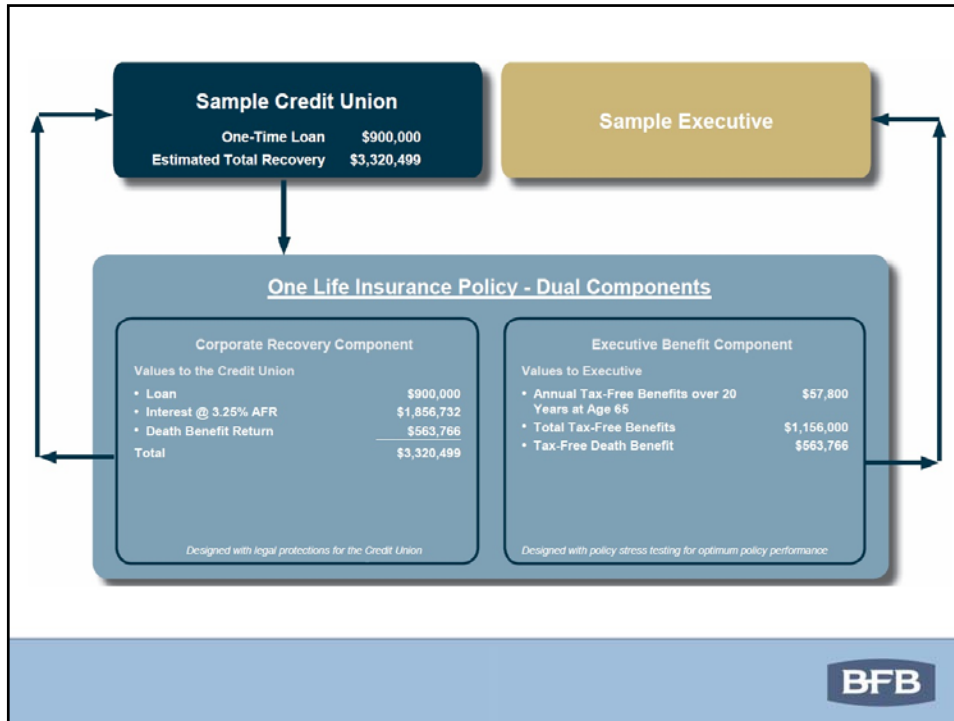 Sample Credit Union
One-Time Loan $900,000
Estimated Total Recovery $3,320,499
Sample Executive
One Life Insurance Policy - Dual Components
Corporate Recovery Component
Values to the Credit Union
• Loan $900,000
• Interest @ 3.25% AFR $1,856,732
• Death Benefit Return $563,766
Total $3,320,499
Designed with legal protections for the Credit Union
Executive Benefit Component
Values to Executive
• Annual Tax-Free Benefits over 20 $57,800
Years at Age 65
• Total Tax-Free Benefits $1,156,000
• Tax-Free Death Benefit $563,766
Designed with policy stress testing for optimum policy performance
BFB